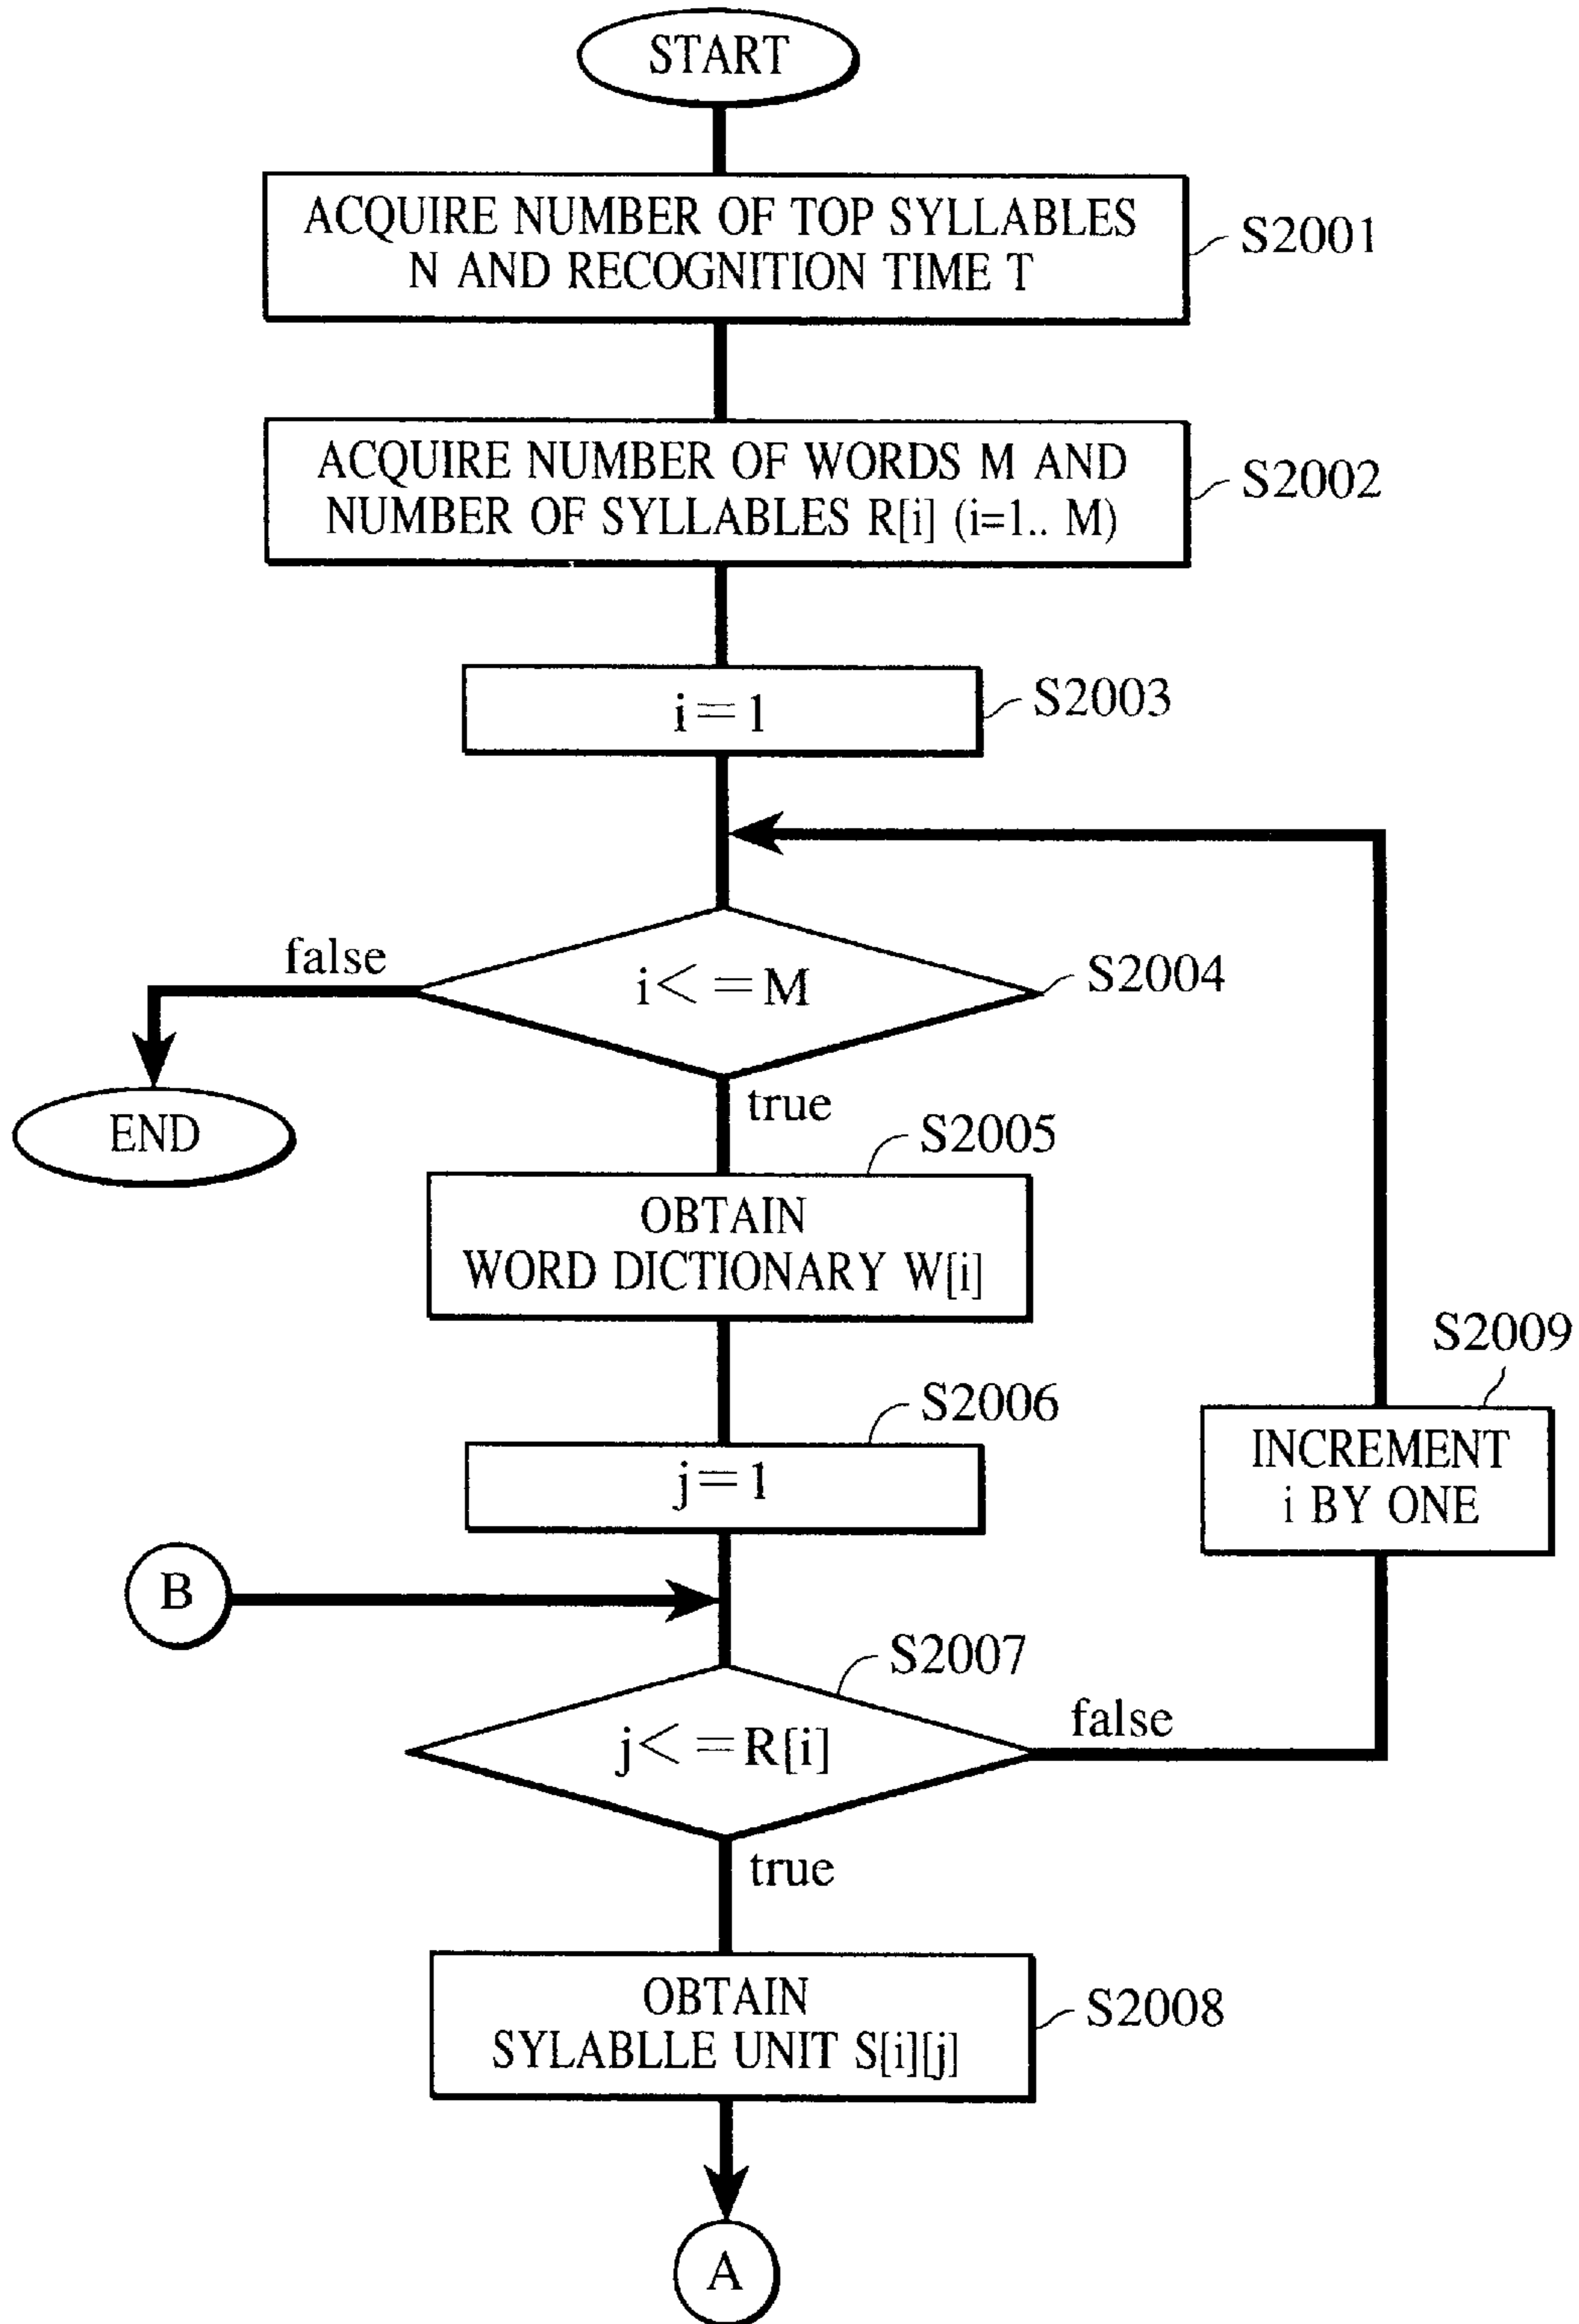 START
ACQUIRE NUMBER OF TOP SYLLABLES
N AND RECOGNITION TIME T
S2001
ACQUIRE NUMBER OF WORDS M AND
NUMBER OF SYLLABLES R[i] (i=1.. M)
S2002
i=1
S2003
false
i<=M
S2004
END
true
S2005
OBTAIN
WORD DICTIONARY W[i]
S2006
j=1
S2009
INCREMENT
i BY ONE
B
S2007
j<=R[i]
false
true
OBTAIN
SYLABLLE UNIT S[i][j]
S2008
A